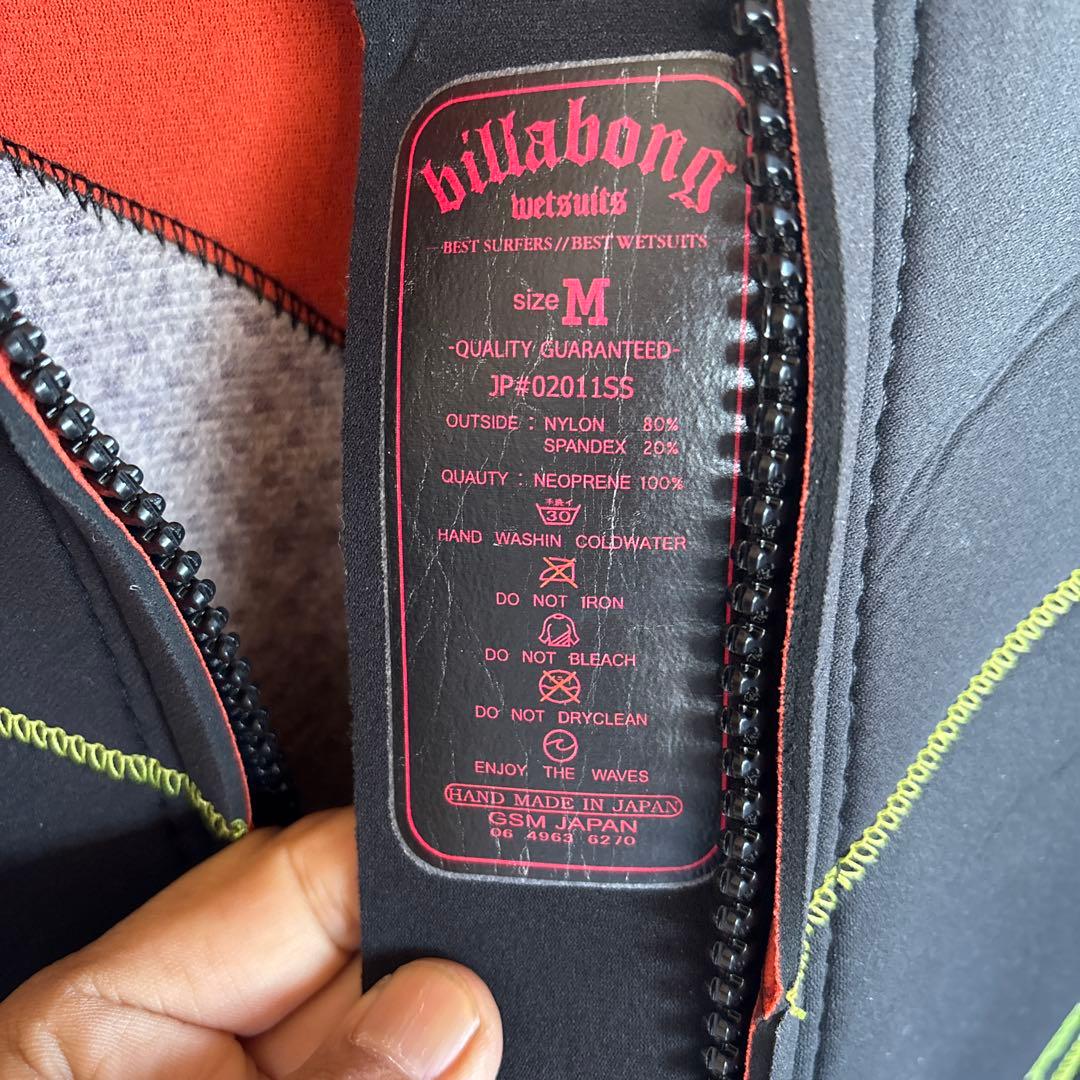 billabong
wetsuits
BEST SURFERS//BEST WETSUITS
size M
-QUALITY GUARANTEED-
JP#02011SS
OUTSIDE : NYLON 80%
SPANDEX 20%
QUAUTY : NEOPRENE 100%
30
HAND WASHIN COLDWATER
DO NOT IRON
DO NOT BLEACH
DO NOT DRYCLEAN
ENJOY THE WAVES
HAND MADE IN JAPAN
GSM JAPAN
06 4963 6270